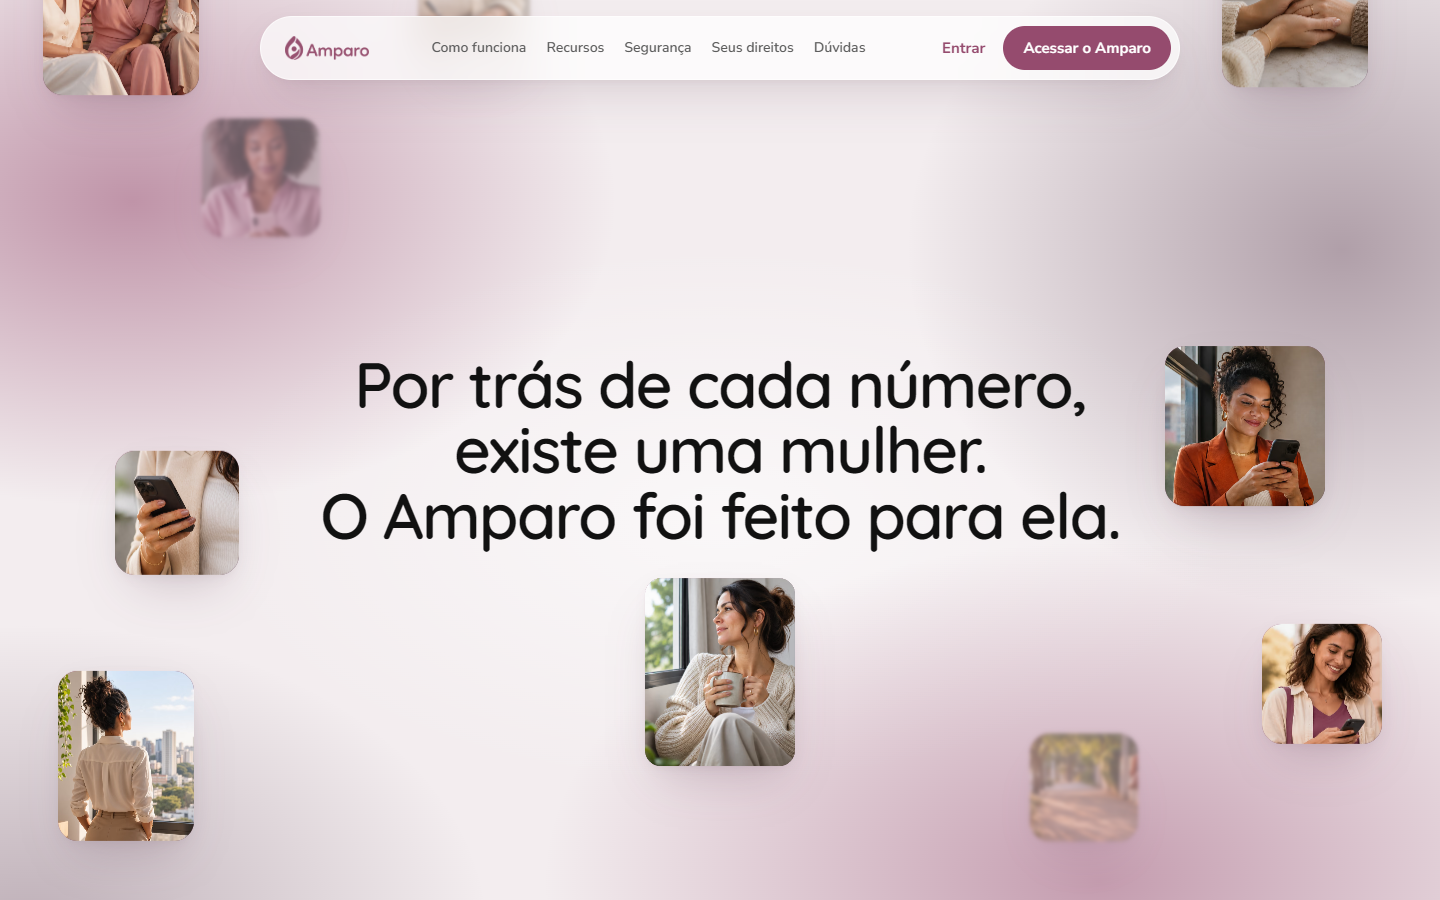 Amparo
Como funciona
Recursos
Segurança
Seus direitos
Dúvidas
Entrar
Acessar o Amparo
Por trás de cada número,
existe uma mulher.
O Amparo foi feito para ela.